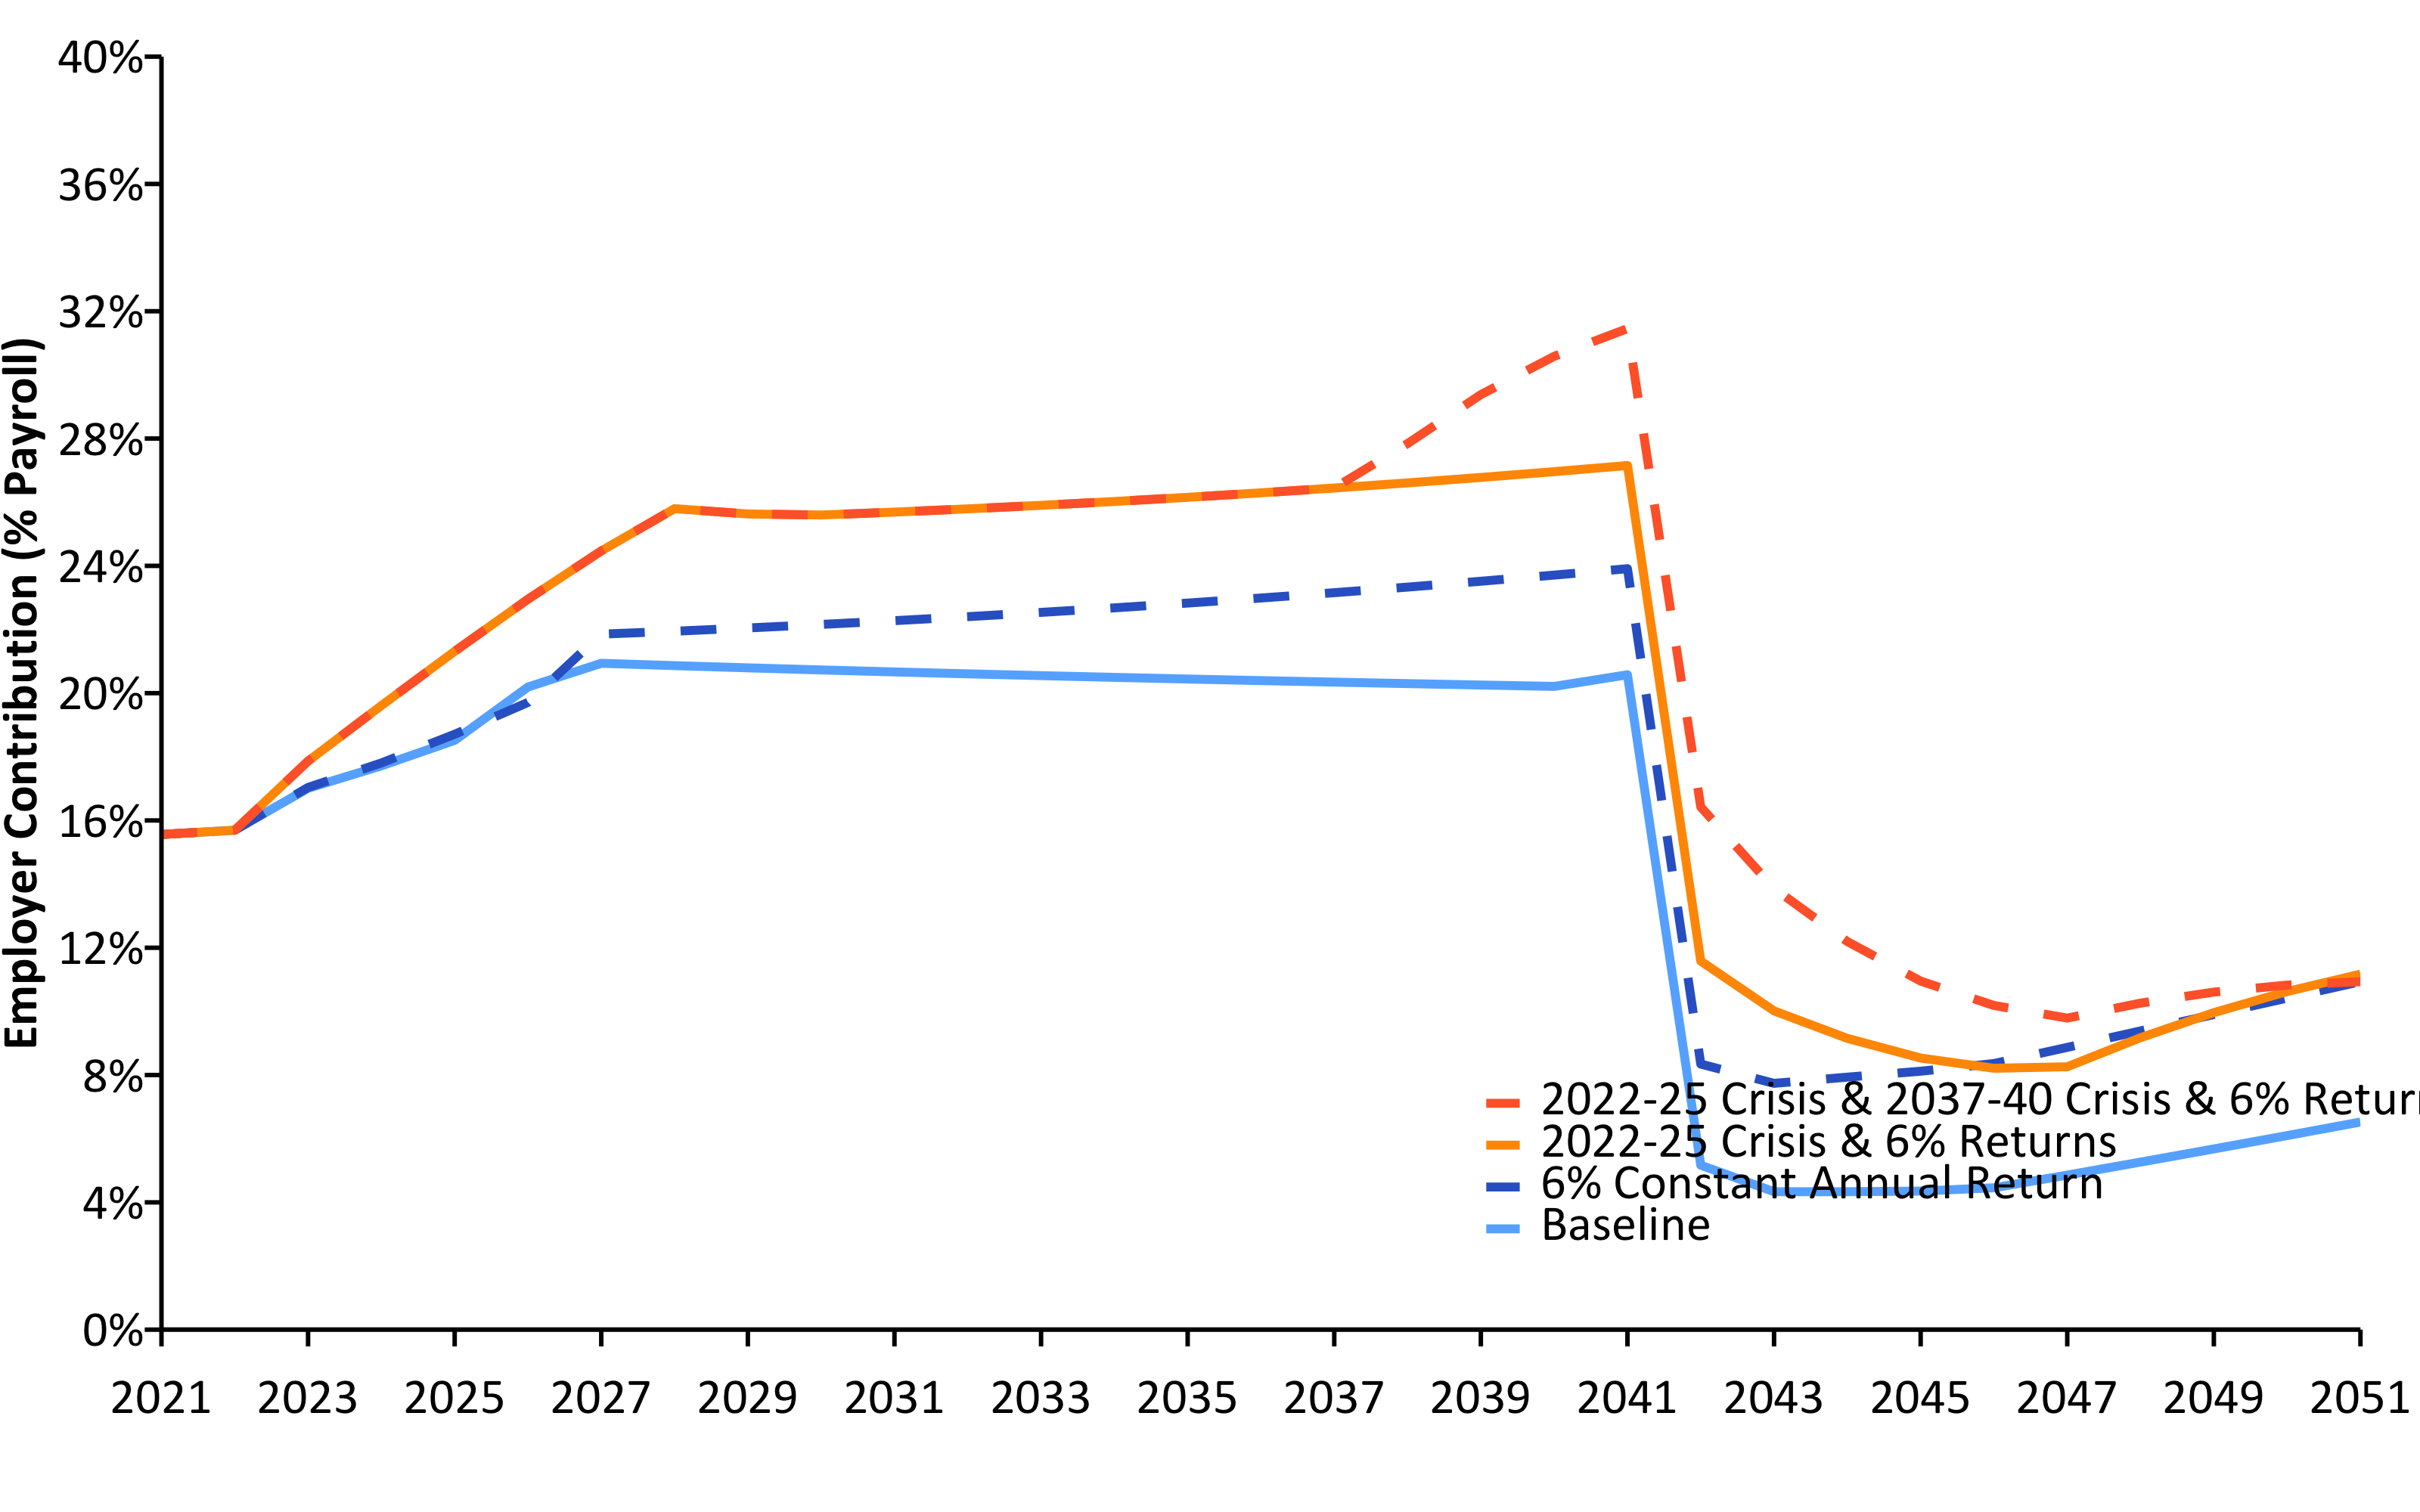 Employer Contribution (% Payroll)
40%
36%
32%
28%
24%
20%
16%
12%
8%
4%
0%
2022-25 Crisis & 2037-40 Crisis & 6% Retur
2022-25 Crisis & 6% Returns
6% Constant Annual Return
Baseline
2021 2023 2025 2027 2029 2031 2033 2035 2037 2039 2041 2043 2045 2047 2049 2051